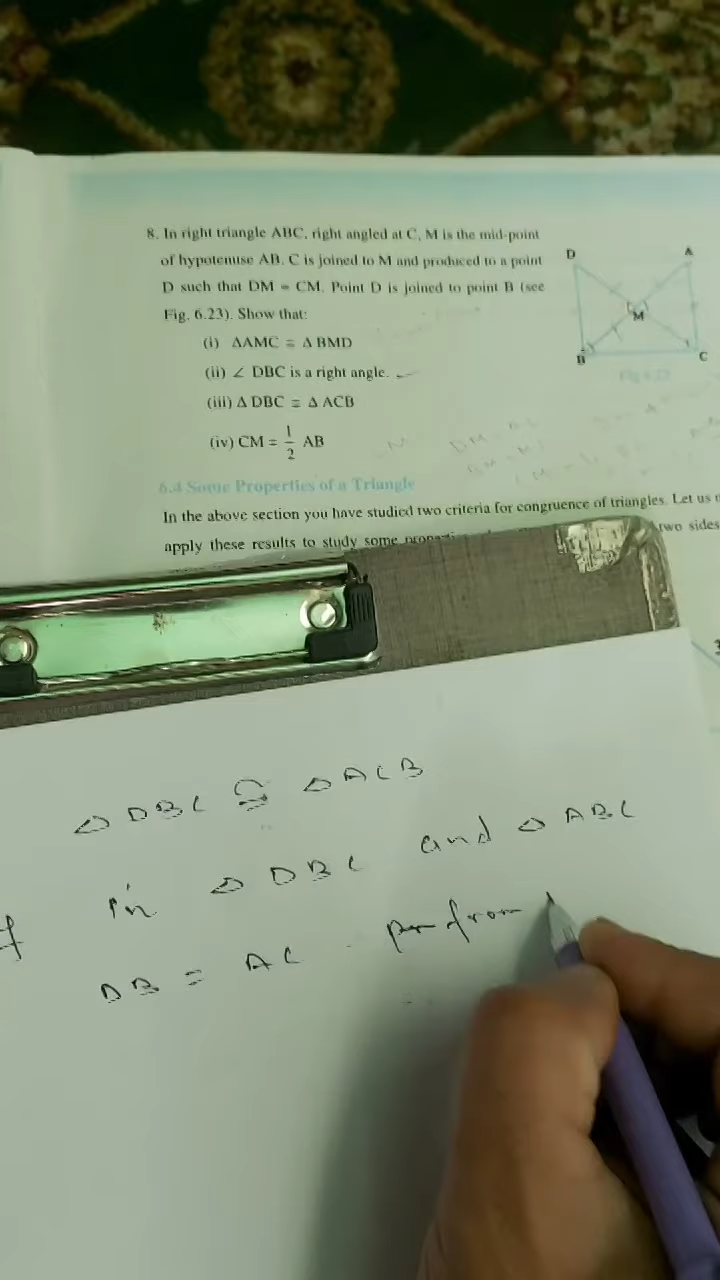 8. In right triangle ABC, right angled at C, M is the mid-point
of hypotenuse AB. C is joined to M and produced to a point
D such that DM = CM. Point D is joined to point B (see
Fig. 6.23). Show that:
(i) ΔAMC ≅ Δ BMD
(ii) ∠ DBC is a right angle.
(iii) Δ DBC ≅ Δ ACB
(iv) CM = 1/2 AB
D A
M
B C
6.4 Some Properties of a Triangle
In the above section you have studied two criteria for congruence of triangles. Let us
apply these results to study some two sides
Δ DBC ≅ Δ ACB
in Δ DBC and Δ ABC
DB = AC from